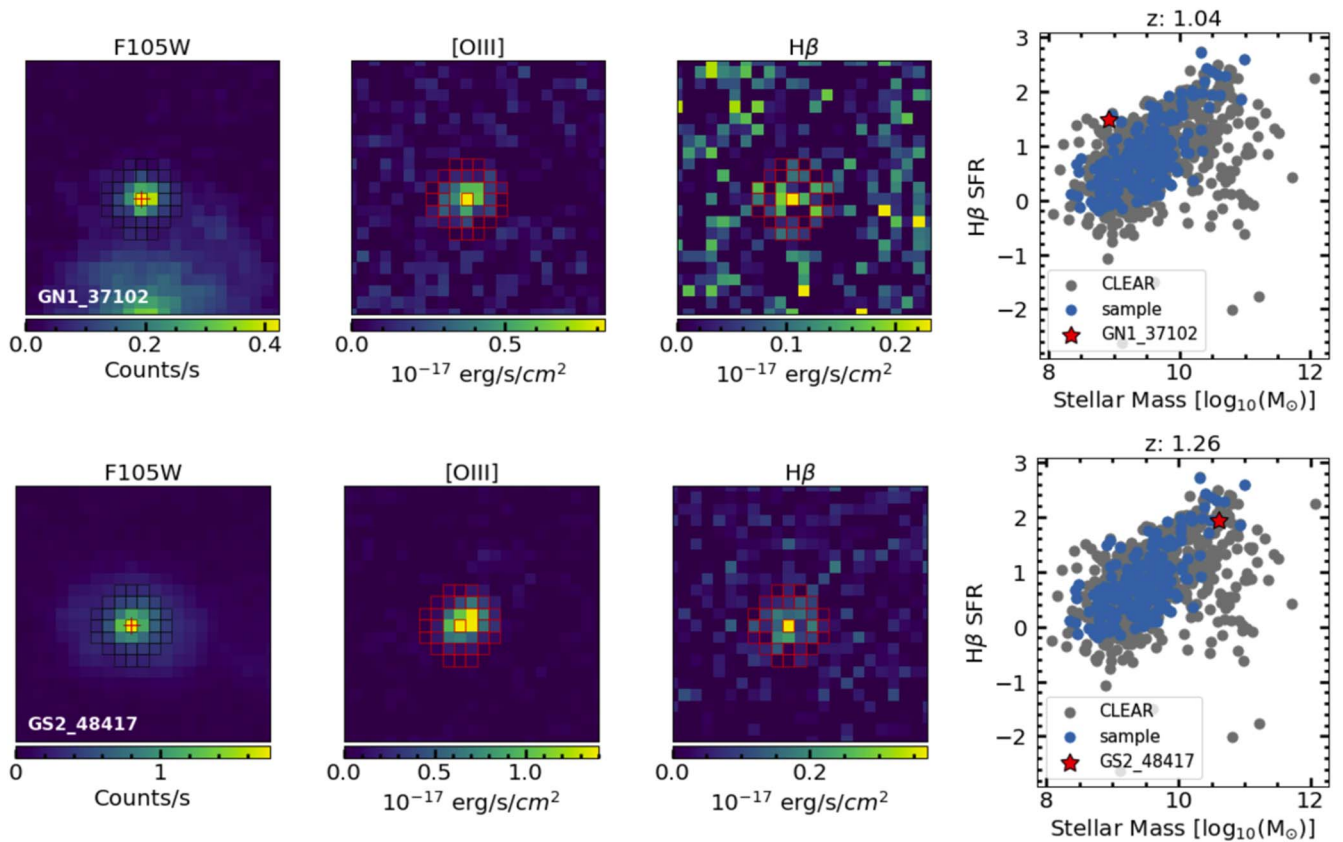 F105W
[OIII]
Hβ
z: 1.04
GN1_37102
0.0 0.2 0.4
Counts/s
0.0 0.5
10⁻¹⁷ erg/s/cm²
0.0 0.1 0.2
10⁻¹⁷ erg/s/cm²
3
2
1
0
−1
−2
Hβ SFR
CLEAR
sample
GN1_37102
8 10 12
Stellar Mass [log₁₀(M☉)]
F105W
[OIII]
Hβ
z: 1.26
GS2_48417
0 1
Counts/s
0.0 0.5 1.0
10⁻¹⁷ erg/s/cm²
0.0 0.2
10⁻¹⁷ erg/s/cm²
3
2
1
0
−1
−2
Hβ SFR
CLEAR
sample
GS2_48417
8 10 12
Stellar Mass [log₁₀(M☉)]